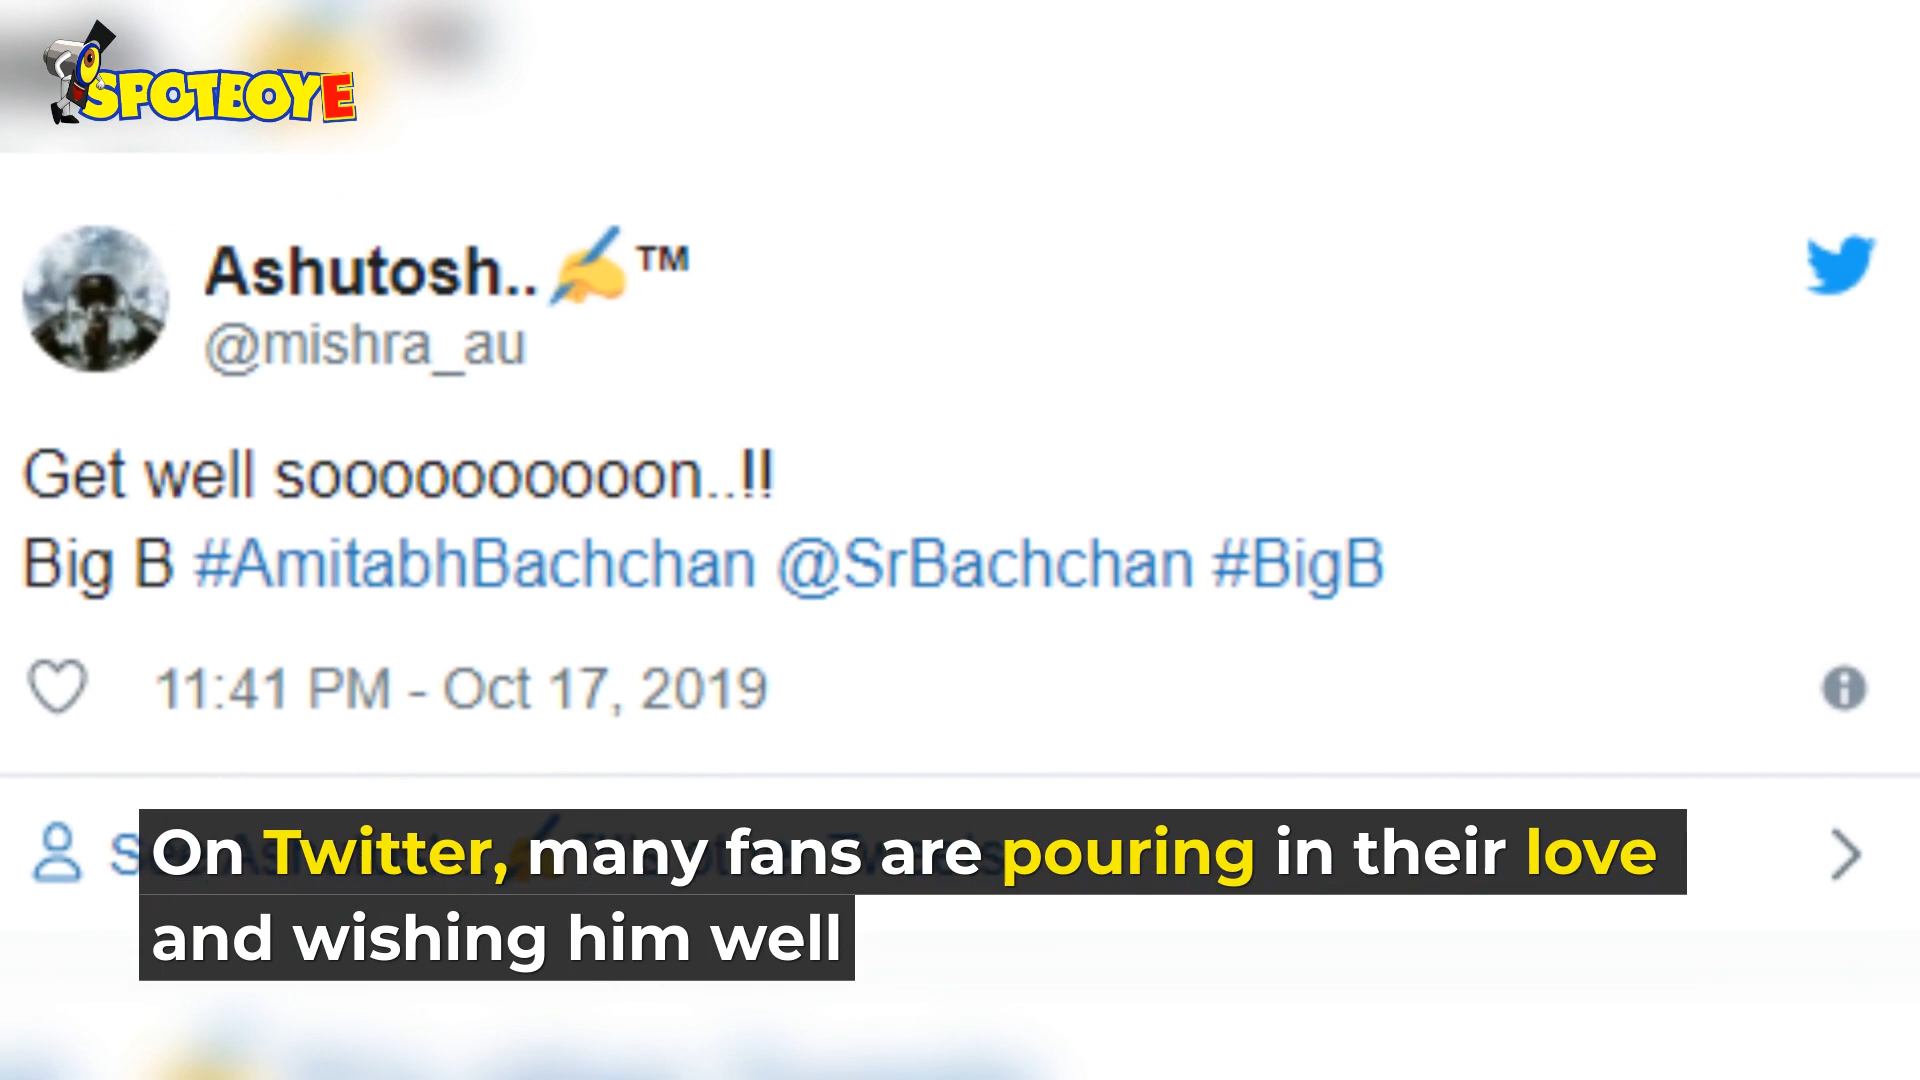 SPOTBOYE
Ashutosh..✍️™
@mishra_au
Get well soooooooooon..!!
Big B #AmitabhBachchan @SrBachchan #BigB
11:41 PM - Oct 17, 2019
On Twitter, many fans are pouring in their love
and wishing him well